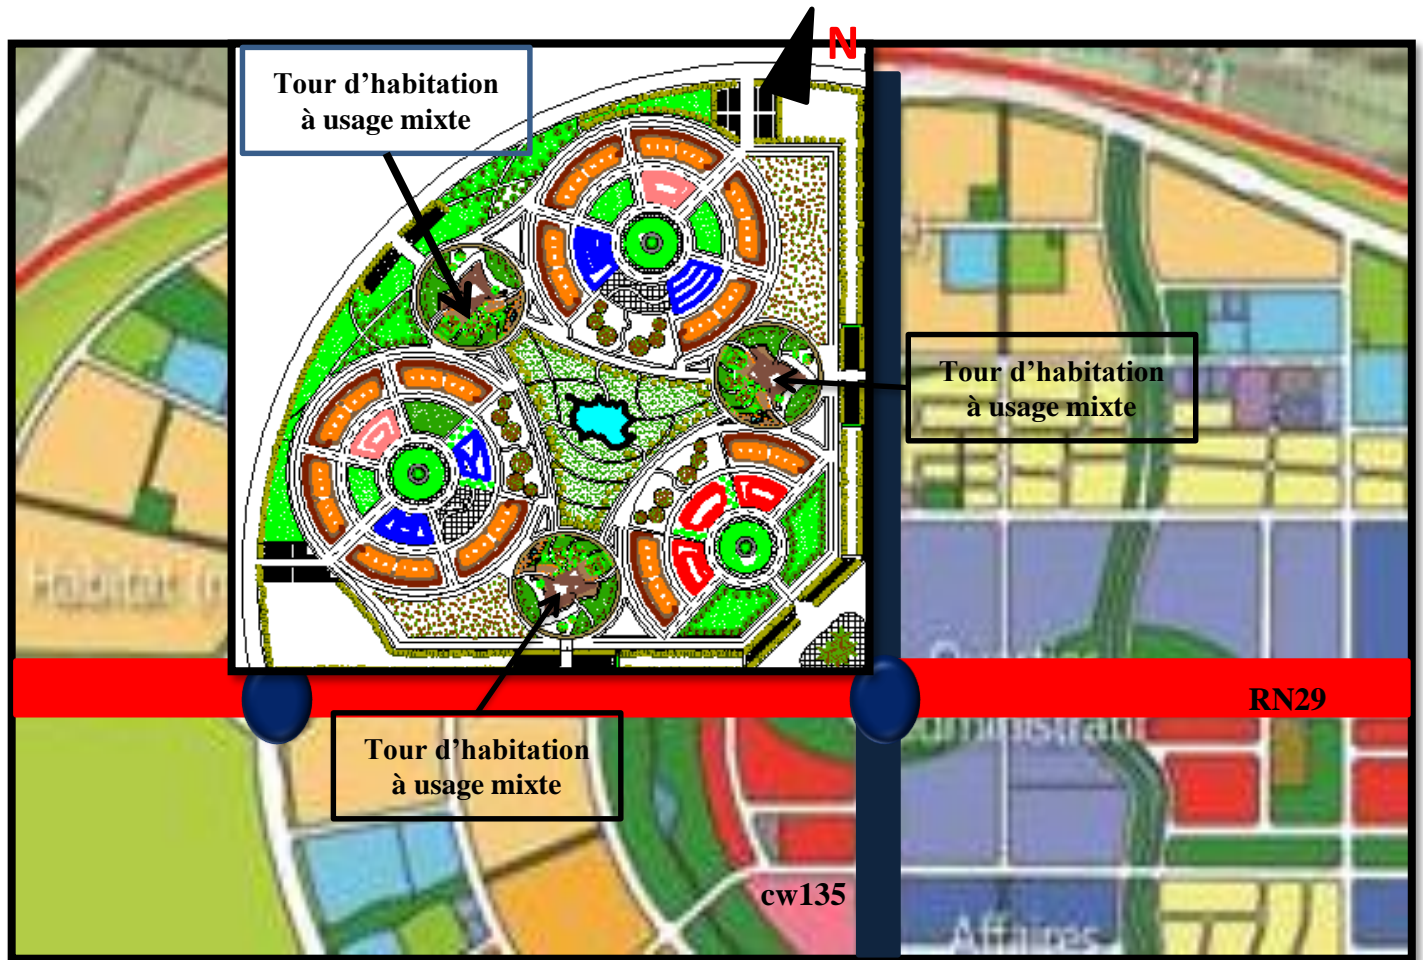 N
Tour d’habitation
à usage mixte
Tour d’habitation
à usage mixte
RN29
Tour d’habitation
à usage mixte
cw135
Affaires